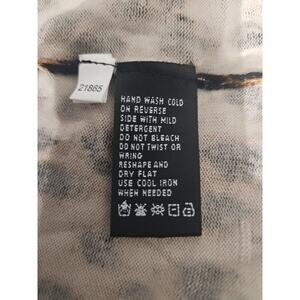 21865
HAND WASH COLD
ON REVERSE
SIDE WITH MILD
DETERGENT
DO NOT BLEACH
DO NOT TWIST OR
WRING
RESHAPE AND
DRY FLAT
USE COOL IRON
WHEN NEEDED